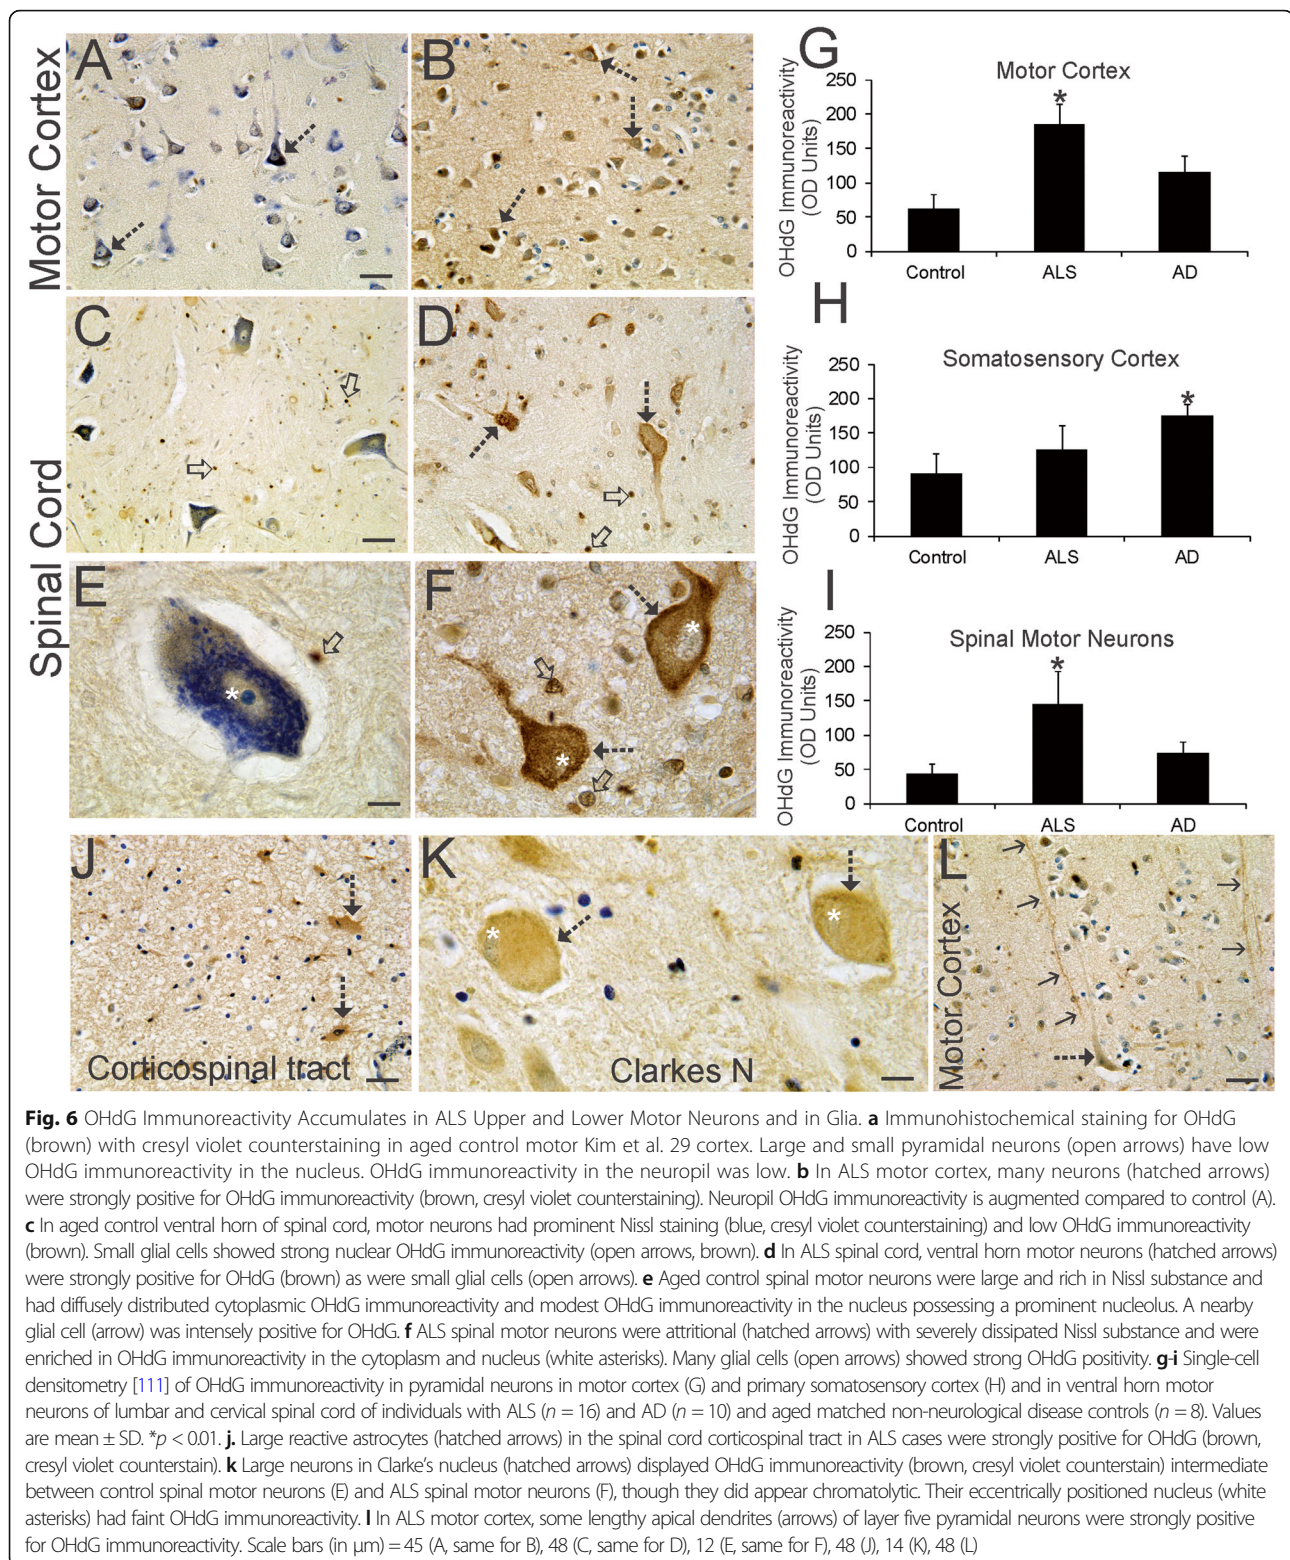 Motor Cortex
A
B
G
Motor Cortex
OHdG Immunoreactivity
(OD Units)
250
200
150
100
50
0
*
Control
ALS
AD
Spinal Cord
C
D
H
Somatosensory Cortex
OHdG Immunoreactivity
(OD Units)
250
200
150
100
50
0
*
Control
ALS
AD
E
*
F
*
*
I
Spinal Motor Neurons
OHdG Immunoreactivity
(OD Units)
250
200
150
100
50
0
*
Control
ALS
AD
J
Corticospinal tract
K
*
*
Clarkes N
L
Motor Cortex
Fig. 6 OHdG Immunoreactivity Accumulates in ALS Upper and Lower Motor Neurons and in Glia. a Immunohistochemical staining for OHdG
(brown) with cresyl violet counterstaining in aged control motor Kim et al. 29 cortex. Large and small pyramidal neurons (open arrows) have low
OHdG immunoreactivity in the nucleus. OHdG immunoreactivity in the neuropil was low. b In ALS motor cortex, many neurons (hatched arrows)
were strongly positive for OHdG immunoreactivity (brown, cresyl violet counterstaining). Neuropil OHdG immunoreactivity is augmented compared to control (A).
c In aged control ventral horn of spinal cord, motor neurons had prominent Nissl staining (blue, cresyl violet counterstaining) and low OHdG immunoreactivity
(brown). Small glial cells showed strong nuclear OHdG immunoreactivity (open arrows, brown). d In ALS spinal cord, ventral horn motor neurons (hatched arrows)
were strongly positive for OHdG (brown) as were small glial cells (open arrows). e Aged control spinal motor neurons were large and rich in Nissl substance and
had diffusely distributed cytoplasmic OHdG immunoreactivity and modest OHdG immunoreactivity in the nucleus possessing a prominent nucleolus. A nearby
glial cell (arrow) was intensely positive for OHdG. f ALS spinal motor neurons were attritional (hatched arrows) with severely dissipated Nissl substance and were
enriched in OHdG immunoreactivity in the cytoplasm and nucleus (white asterisks). Many glial cells (open arrows) showed strong OHdG positivity. g-i Single-cell
densitometry [111] of OHdG immunoreactivity in pyramidal neurons in motor cortex (G) and primary somatosensory cortex (H) and in ventral horn motor
neurons of lumbar and cervical spinal cord of individuals with ALS (n = 16) and AD (n = 10) and aged matched non-neurological disease controls (n = 8). Values
are mean ± SD. *p < 0.01. j. Large reactive astrocytes (hatched arrows) in the spinal cord corticospinal tract in ALS cases were strongly positive for OHdG (brown,
cresyl violet counterstain). k Large neurons in Clarke's nucleus (hatched arrows) displayed OHdG immunoreactivity (brown, cresyl violet counterstain) intermediate
between control spinal motor neurons (E) and ALS spinal motor neurons (F), though they did appear chromatolytic. Their eccentrically positioned nucleus (white
asterisks) had faint OHdG immunoreactivity. l In ALS motor cortex, some lengthy apical dendrites (arrows) of layer five pyramidal neurons were strongly positive
for OHdG immunoreactivity. Scale bars (in μm) = 45 (A, same for B), 48 (C, same for D), 12 (E, same for F), 48 (J), 14 (K), 48 (L)